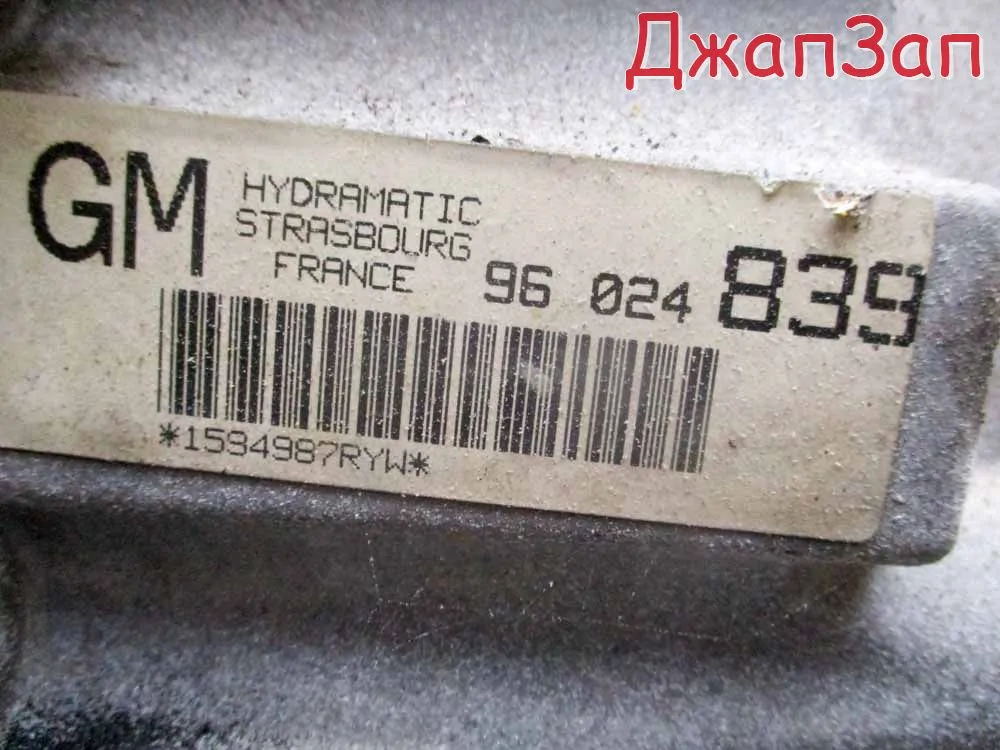 ДжапЗап
GM
HYDRAMATIC
STRASBOURG
FRANCE
96 024 839
*1594987RYW*